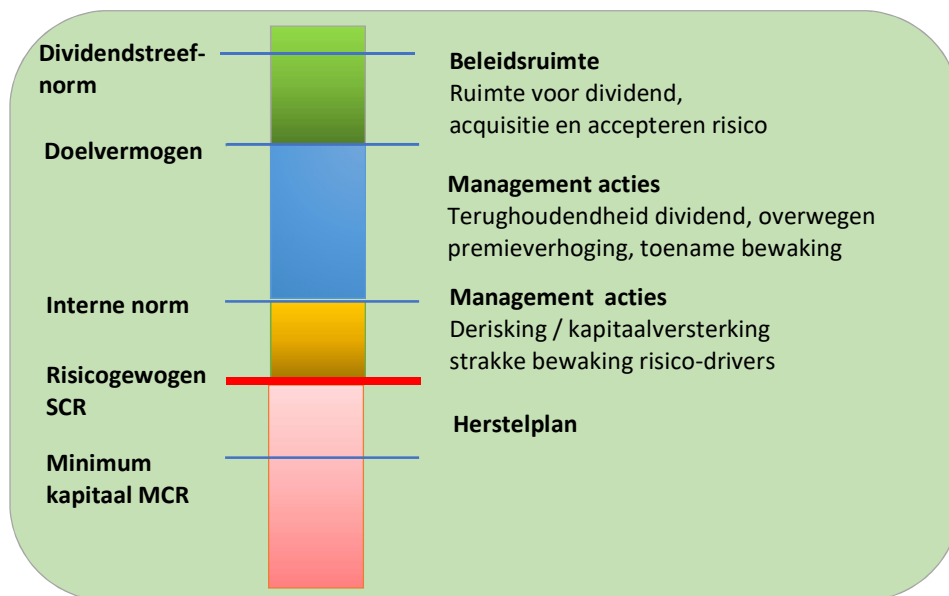 Dividendstreef-
norm
Beleidsruimte
Ruimte voor dividend,
acquisitie en accepteren risico
Doelvermogen
Management acties
Terughoudendheid dividend, overwegen
premieverhoging, toename bewaking
Interne norm
Management acties
Derisking / kapitaalversterking
strakke bewaking risico-drivers
Risicogewogen
SCR
Herstelplan
Minimum
kapitaal MCR